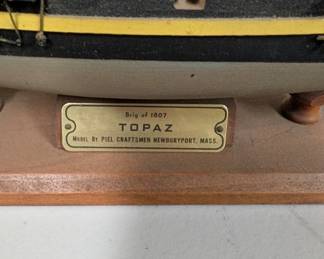 Brig of 1807
TOPAZ
MODEL BY PIEL CRAFTSMEN NEWBURYPORT, MASS.